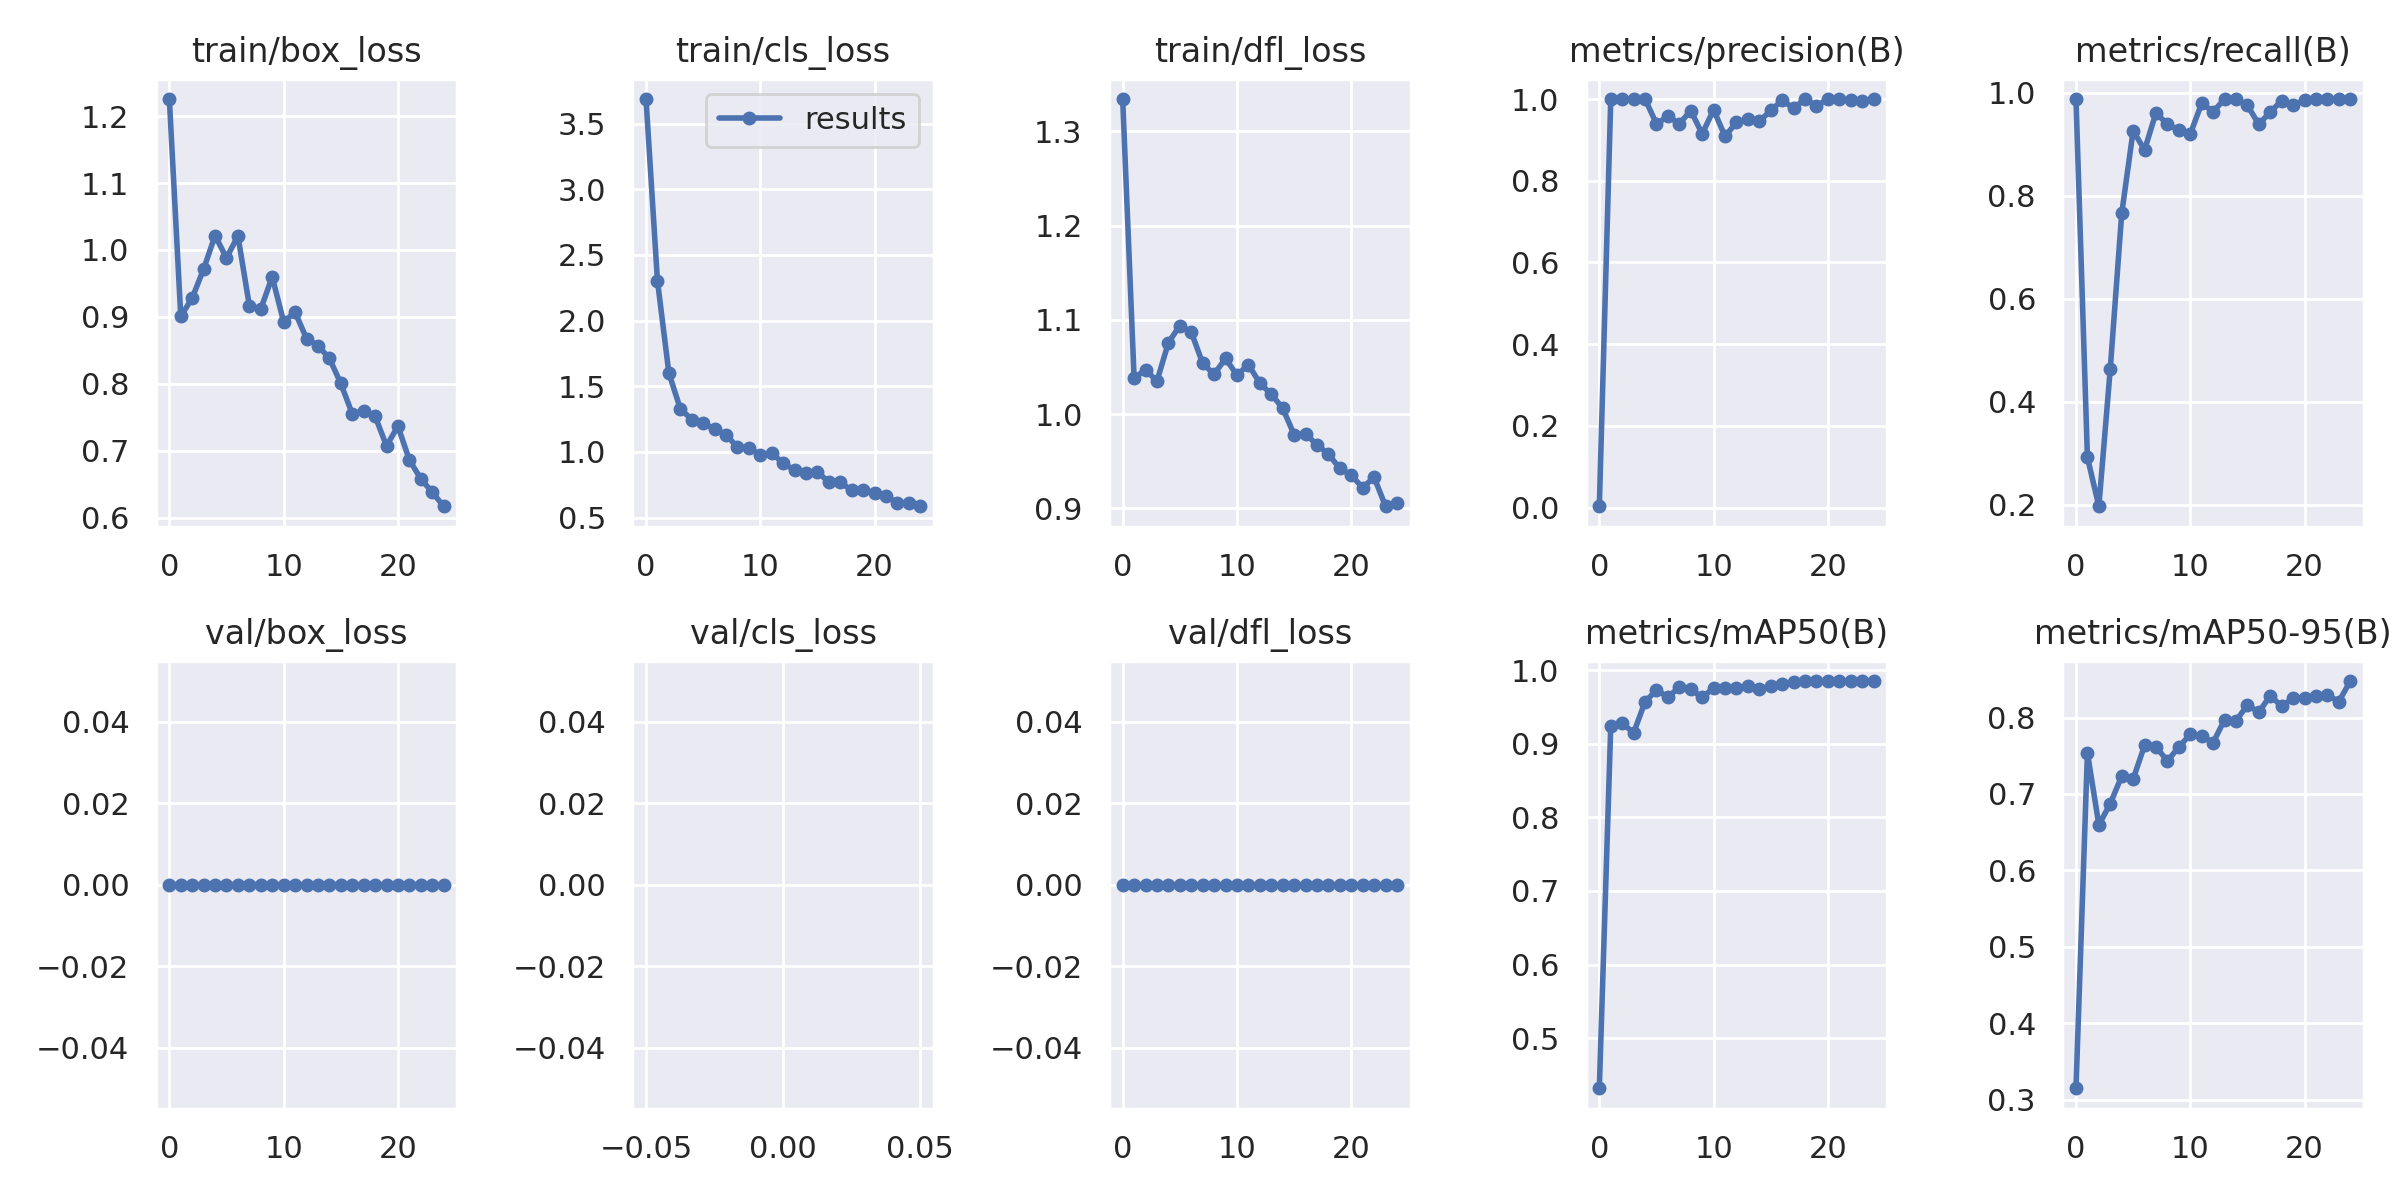 train/box_loss
1.2
1.1
1.0
0.9
0.8
0.7
0.6
0 10 20
train/cls_loss
results
3.5
3.0
2.5
2.0
1.5
1.0
0.5
0 10 20
train/dfl_loss
1.3
1.2
1.1
1.0
0.9
0 10 20
metrics/precision(B)
1.0
0.8
0.6
0.4
0.2
0.0
0 10 20
metrics/recall(B)
1.0
0.8
0.6
0.4
0.2
0 10 20
val/box_loss
0.04
0.02
0.00
−0.02
−0.04
0 10 20
val/cls_loss
0.04
0.02
0.00
−0.02
−0.04
−0.05 0.00 0.05
val/dfl_loss
0.04
0.02
0.00
−0.02
−0.04
0 10 20
metrics/mAP50(B)
1.0
0.9
0.8
0.7
0.6
0.5
0 10 20
metrics/mAP50-95(B)
0.8
0.7
0.6
0.5
0.4
0.3
0 10 20